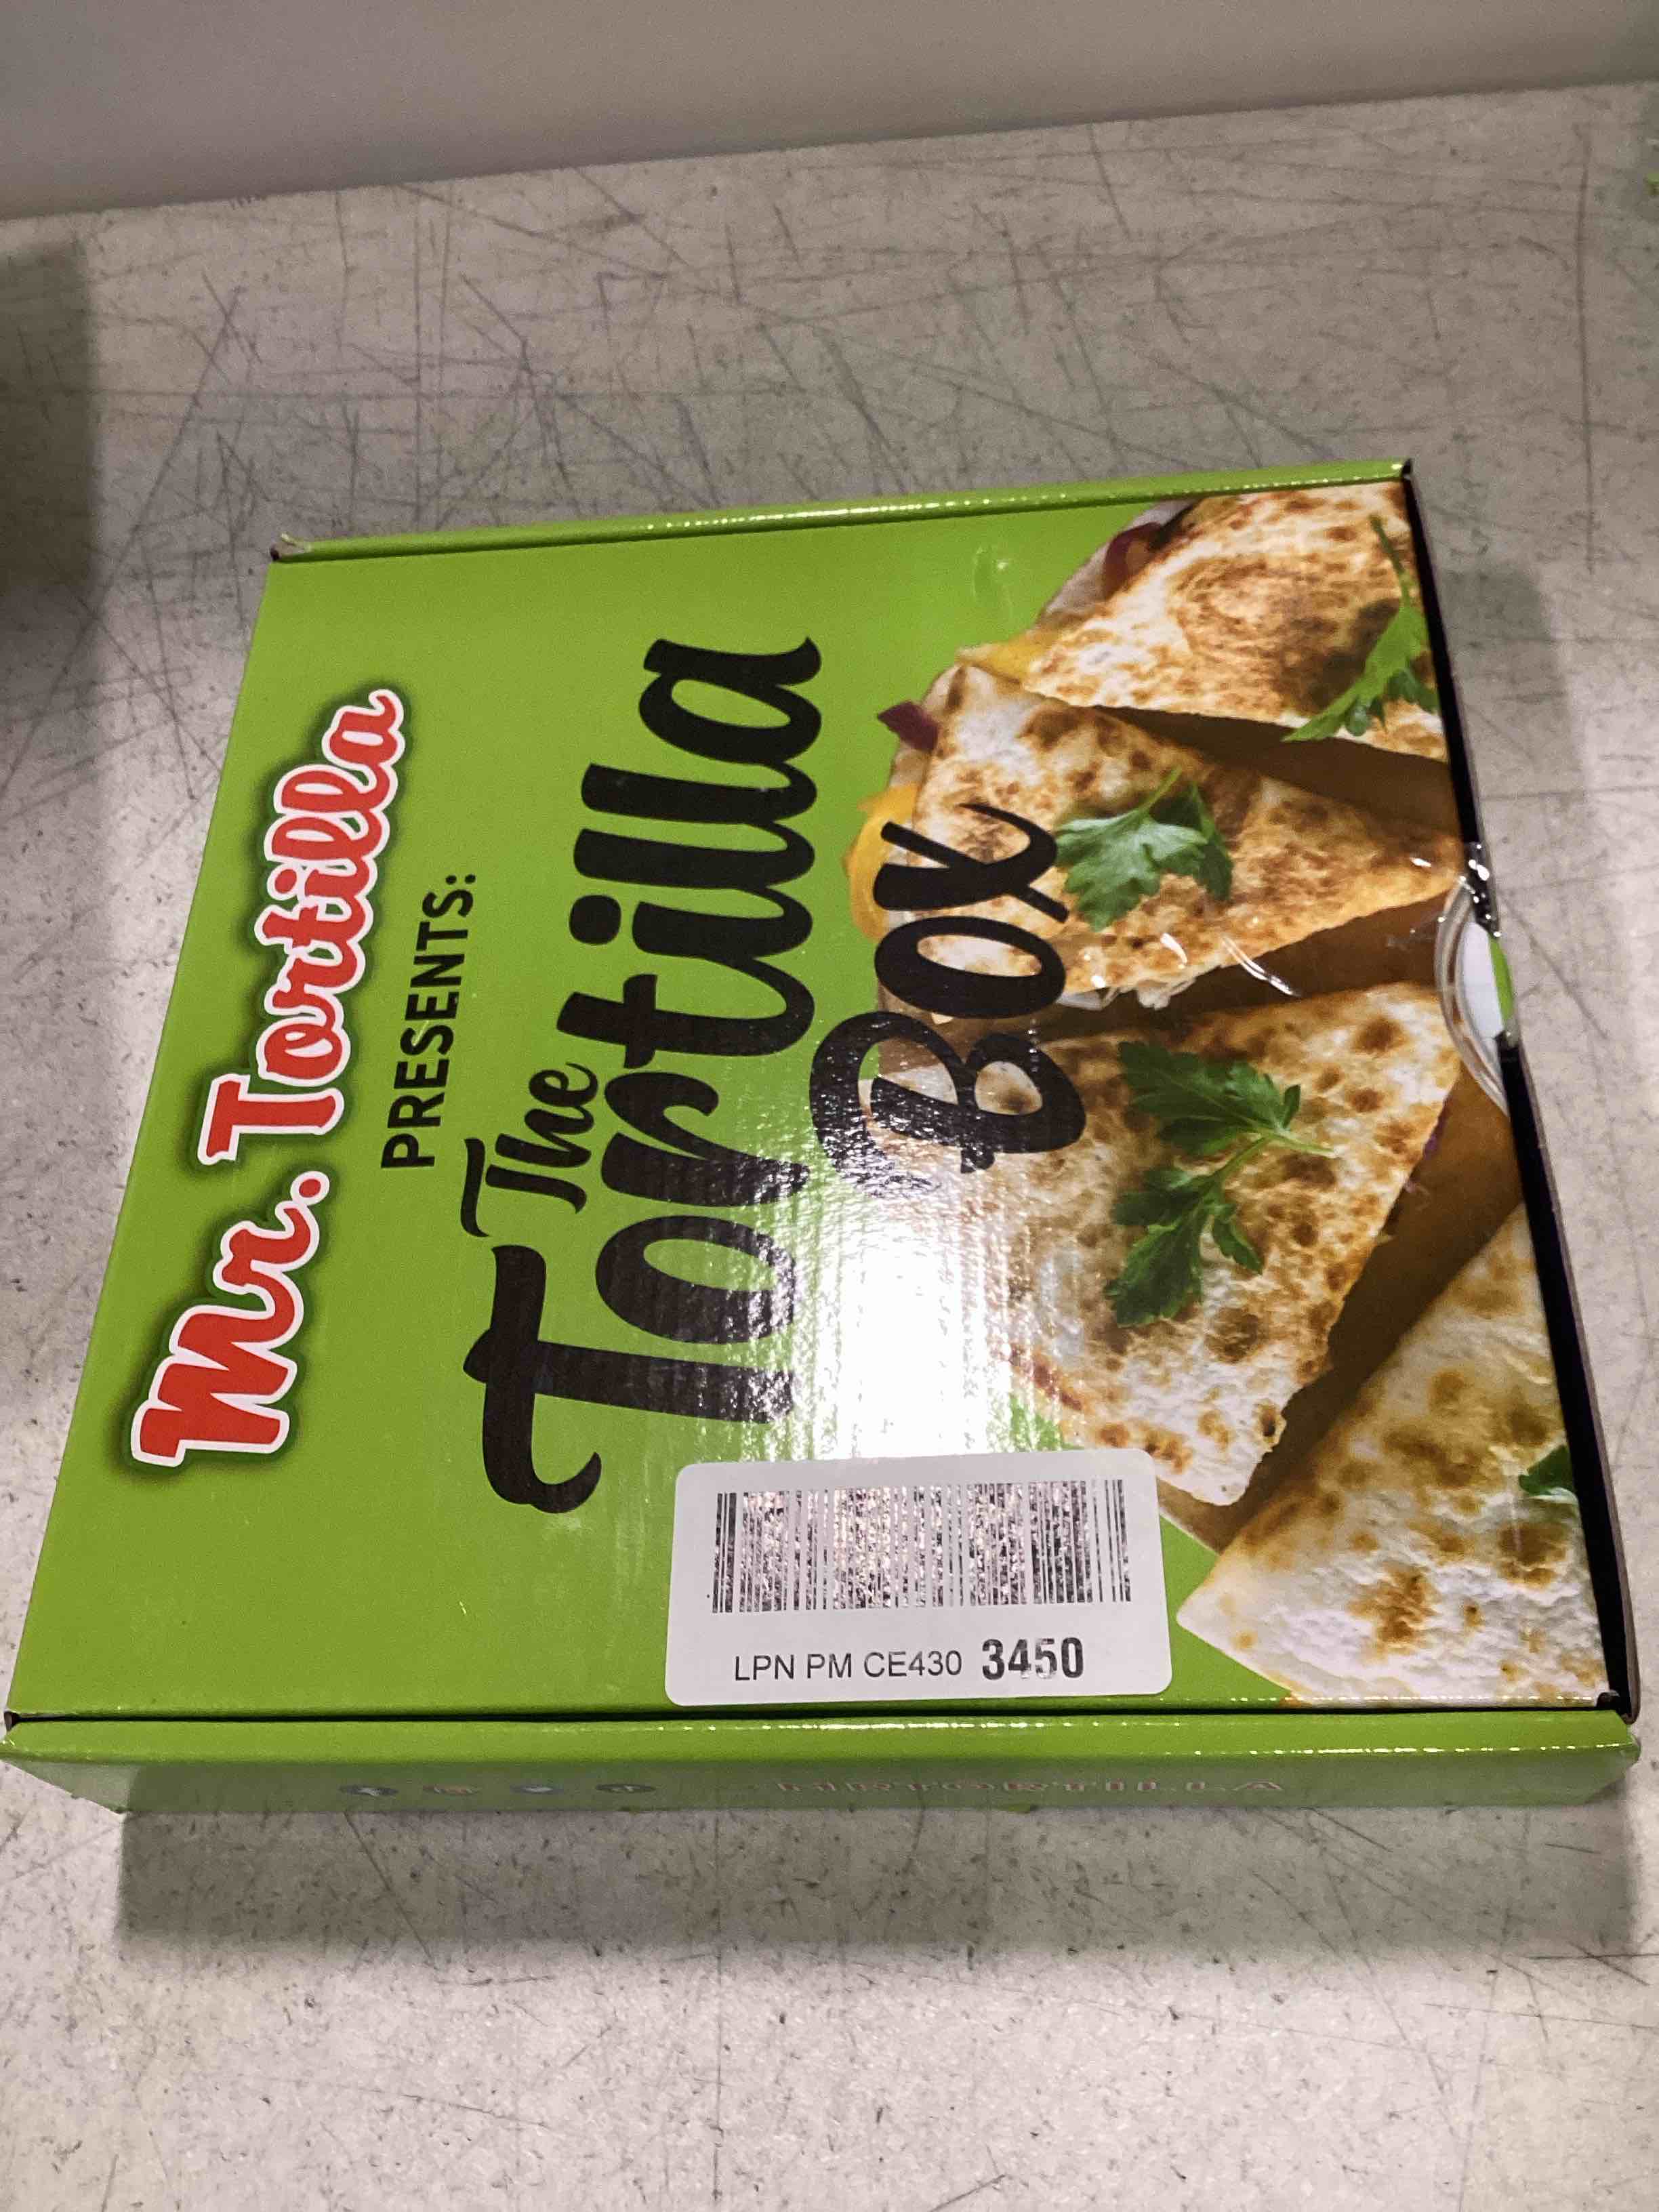 Mr. Tortilla
PRESENTS:
The
Tortilla
Box
LPN PM CE430 3450
MRTORTILLA